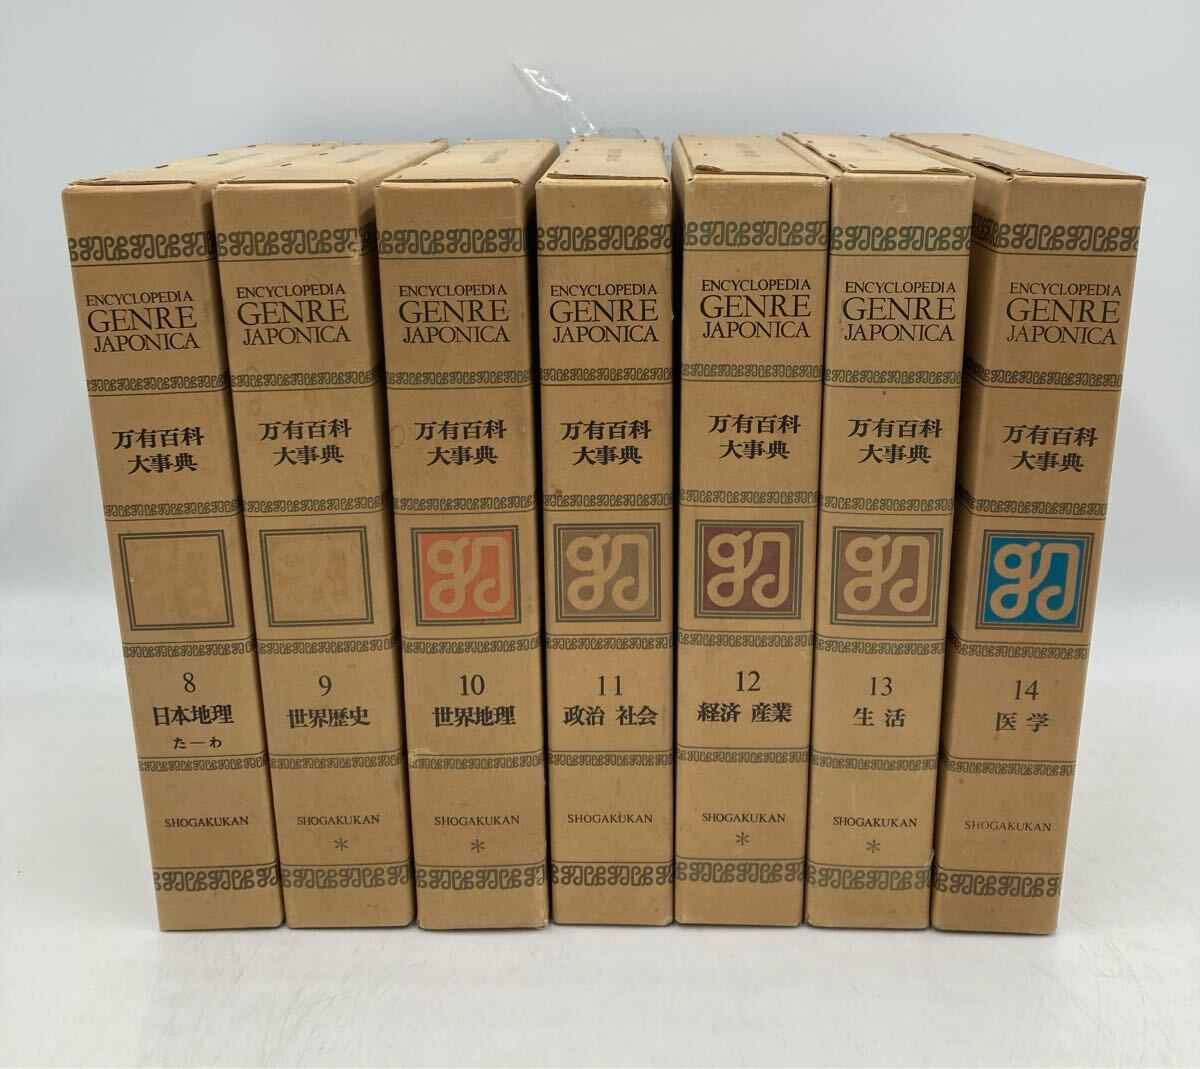 ENCYCLOPEDIA
GENRE
JAPONICA
万有百科
大事典
8
日本地理
た―わ
SHOGAKUKAN
ENCYCLOPEDIA
GENRE
JAPONICA
万有百科
大事典
9
世界歴史
SHOGAKUKAN
*
ENCYCLOPEDIA
GENRE
JAPONICA
万有百科
大事典
10
世界地理
SHOGAKUKAN
*
ENCYCLOPEDIA
GENRE
JAPONICA
万有百科
大事典
11
政治 社会
SHOGAKUKAN
ENCYCLOPEDIA
GENRE
JAPONICA
万有百科
大事典
12
経済 産業
SHOGAKUKAN
*
ENCYCLOPEDIA
GENRE
JAPONICA
万有百科
大事典
13
生活
SHOGAKUKAN
*
ENCYCLOPEDIA
GENRE
JAPONICA
万有百科
大事典
14
医学
SHOGAKUKAN